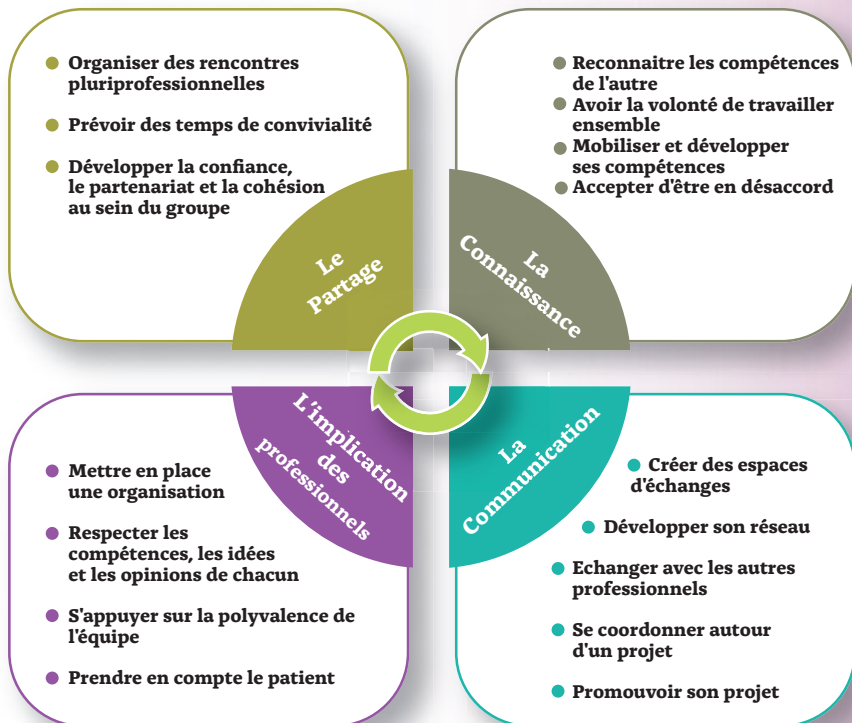 Organiser des rencontres
pluriprofessionnelles
Prévoir des temps de convivialité
Développer la confiance,
le partenariat et la cohésion
au sein du groupe
Le
Partage
Reconnaitre les compétences
de l'autre
Avoir la volonté de travailler
ensemble
Mobiliser et développer
ses compétences
Accepter d'être en désaccord
La
Connaissance
L'implication
des
professionnels
Mettre en place
une organisation
Respecter les
compétences, les idées
et les opinions de chacun
S'appuyer sur la polyvalence de
l'équipe
Prendre en compte le patient
La
Communication
Créer des espaces
d'échanges
Développer son réseau
Echanger avec les autres
professionnels
Se coordonner autour
d'un projet
Promouvoir son projet